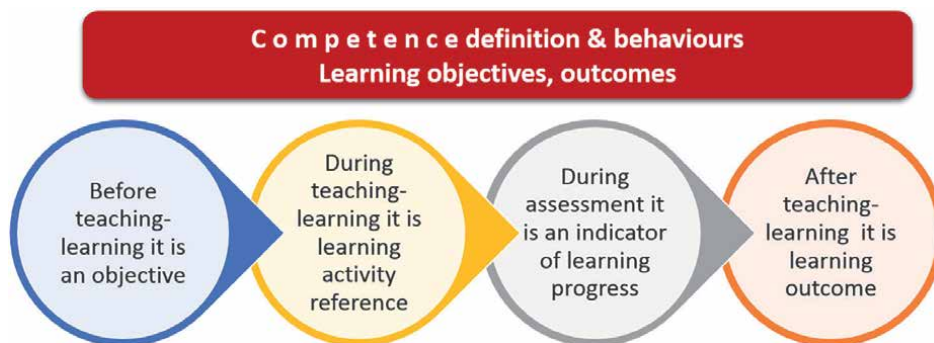 C o m p e t e n c e definition & behaviours
Learning objectives, outcomes
Before
teaching-
learning it is
an objective
During
teaching-
learning it is
learning
activity
reference
During
assessment it
is an indicator
of learning
progress
After
teaching-
learning it is
learning
outcome